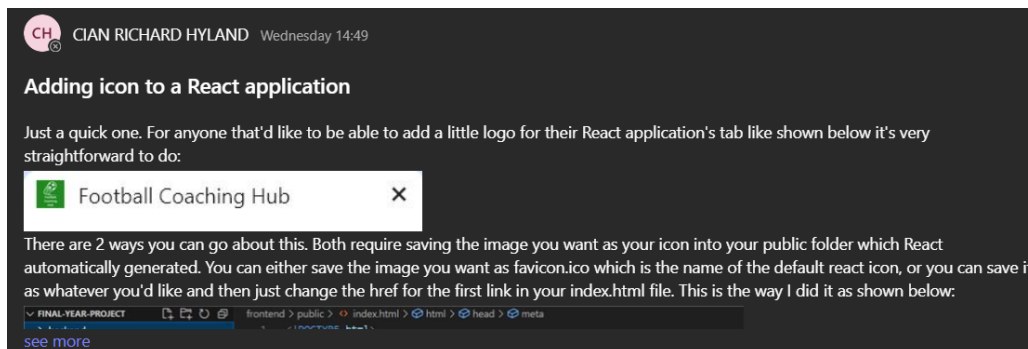 CH CIAN RICHARD HYLAND Wednesday 14:49
Adding icon to a React application
Just a quick one. For anyone that'd like to be able to add a little logo for their React application's tab like shown below it's very
straightforward to do:
Football Coaching Hub
There are 2 ways you can go about this. Both require saving the image you want as your icon into your public folder which React
automatically generated. You can either save the image you want as favicon.ico which is the name of the default react icon, or you can save i
as whatever you'd like and then just change the href for the first link in your index.html file. This is the way I did it as shown below:
FINAL-YEAR-PROJECT frontend > public > index.html > html > head > meta
see more